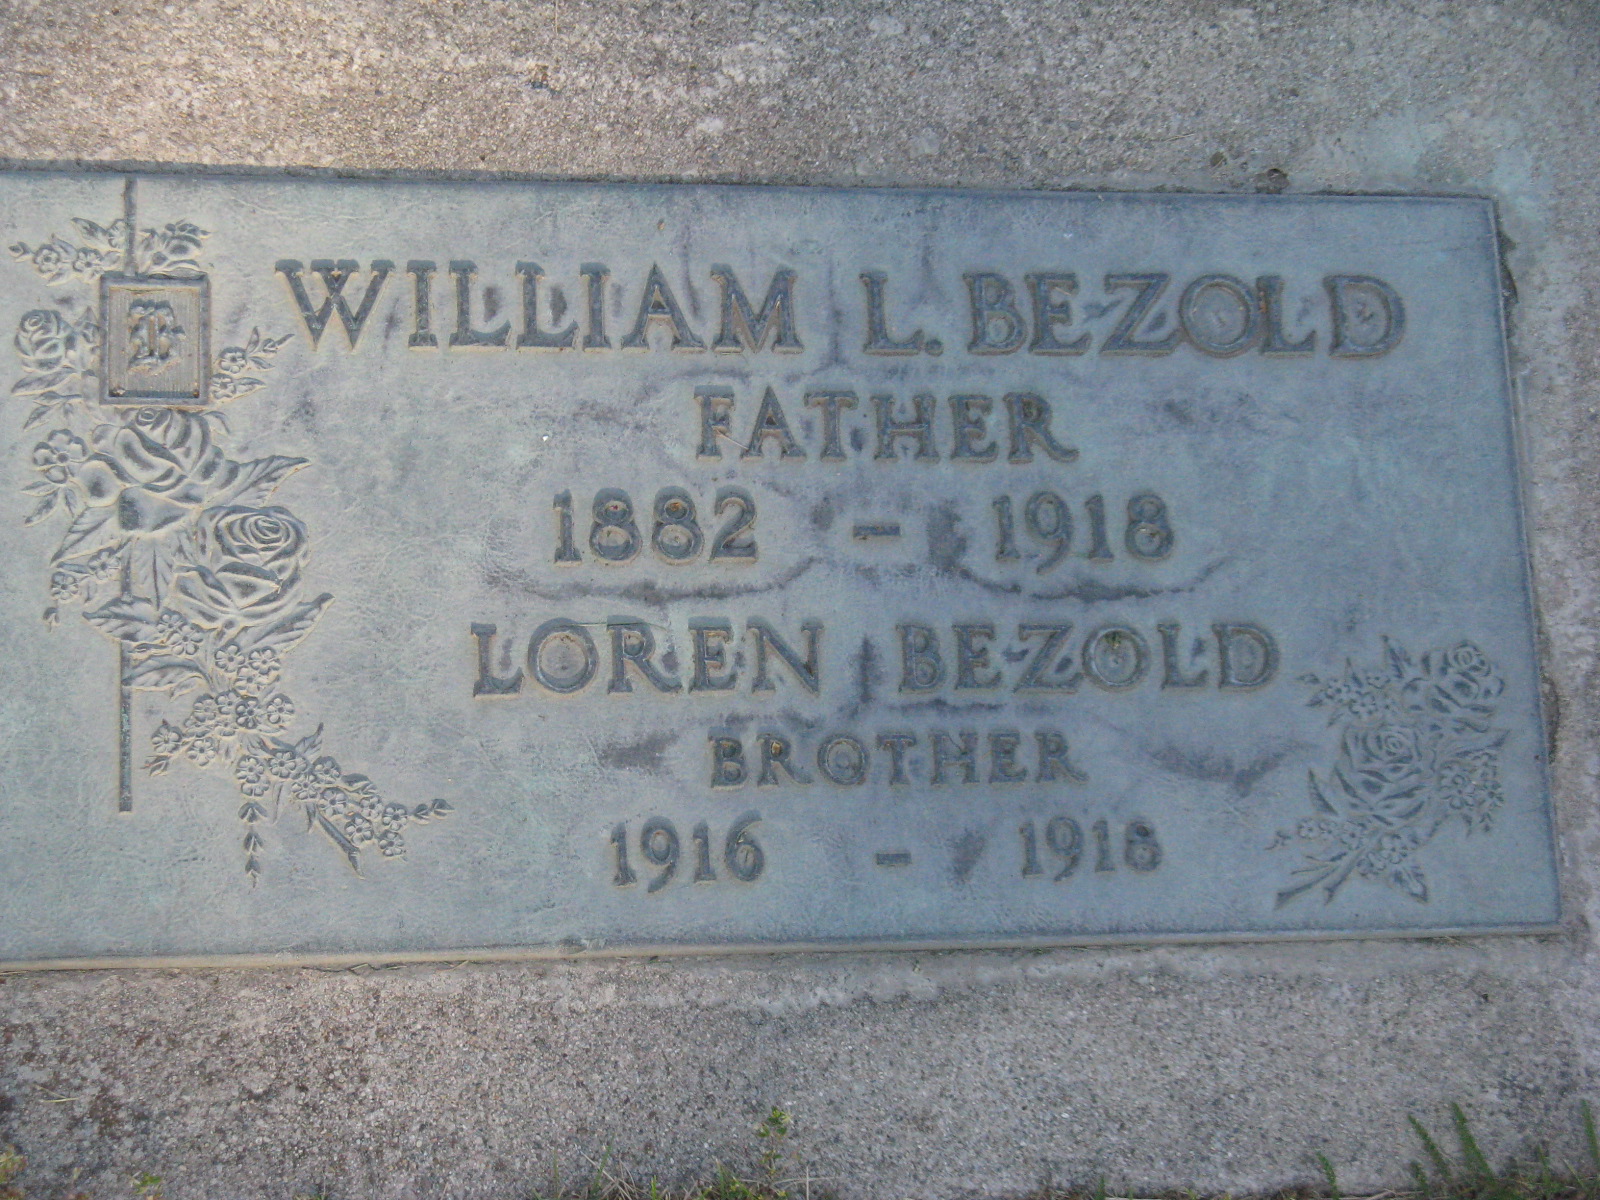 WILLIAM L. BEZOLD
FATHER
1882 - 1918
LOREN BEZOLD
BROTHER
1916 - 1918